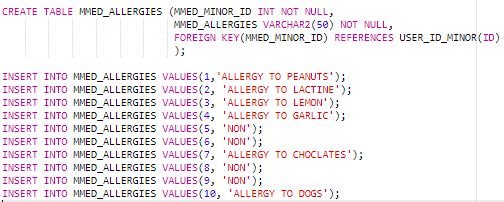 CREATE TABLE MMED_ALLERGIES (MMED_MINOR_ID INT NOT NULL,
MMED_ALLERGIES VARCHAR2(50) NOT NULL,
FOREIGN KEY(MMED_MINOR_ID) REFERENCES USER_ID_MINOR(ID)
);
INSERT INTO MMED_ALLERGIES VALUES(1,'ALLERGY TO PEANUTS');
INSERT INTO MMED_ALLERGIES VALUES(2, 'ALLERGY TO LACTINE');
INSERT INTO MMED_ALLERGIES VALUES(3, 'ALLERGY TO LEMON');
INSERT INTO MMED_ALLERGIES VALUES(4, 'ALLERGY TO GARLIC');
INSERT INTO MMED_ALLERGIES VALUES(5, 'NON');
INSERT INTO MMED_ALLERGIES VALUES(6, 'NON');
INSERT INTO MMED_ALLERGIES VALUES(7, 'ALLERGY TO CHOCLATES');
INSERT INTO MMED_ALLERGIES VALUES(8, 'NON');
INSERT INTO MMED_ALLERGIES VALUES(9, 'NON');
INSERT INTO MMED_ALLERGIES VALUES(10, 'ALLERGY TO DOGS');